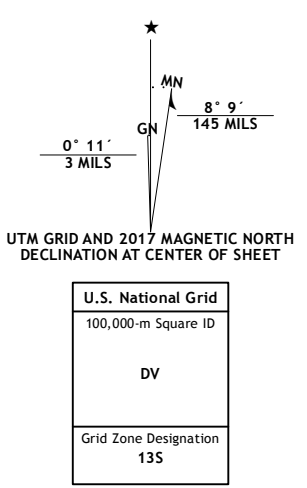 ★
MN
GN
8° 9´
145 MILS
0° 11´
3 MILS
UTM GRID AND 2017 MAGNETIC NORTH
DECLINATION AT CENTER OF SHEET
U.S. National Grid
100,000-m Square ID
DV
Grid Zone Designation
13S